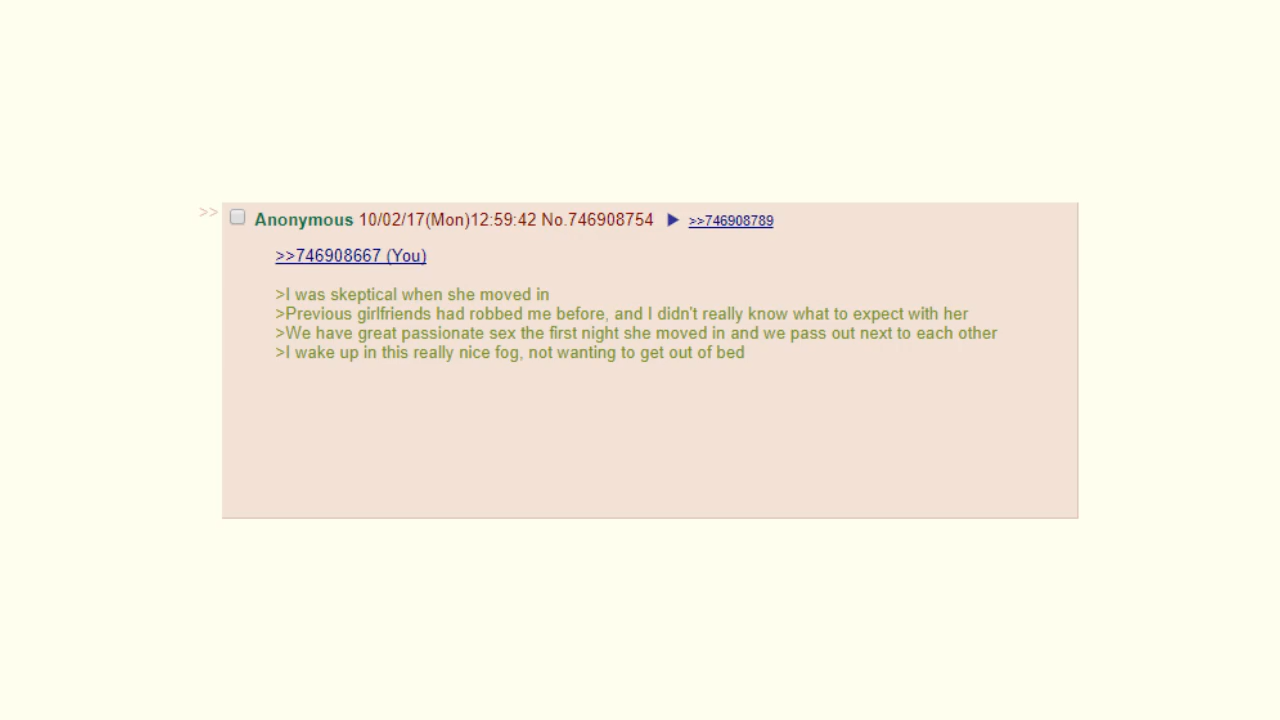 >> Anonymous 10/02/17(Mon)12:59:42 No.746908754 ▶ >>746908789
>>746908667 (You)
>I was skeptical when she moved in
>Previous girlfriends had robbed me before, and I didn't really know what to expect with her
>We have great passionate sex the first night she moved in and we pass out next to each other
>I wake up in this really nice fog, not wanting to get out of bed